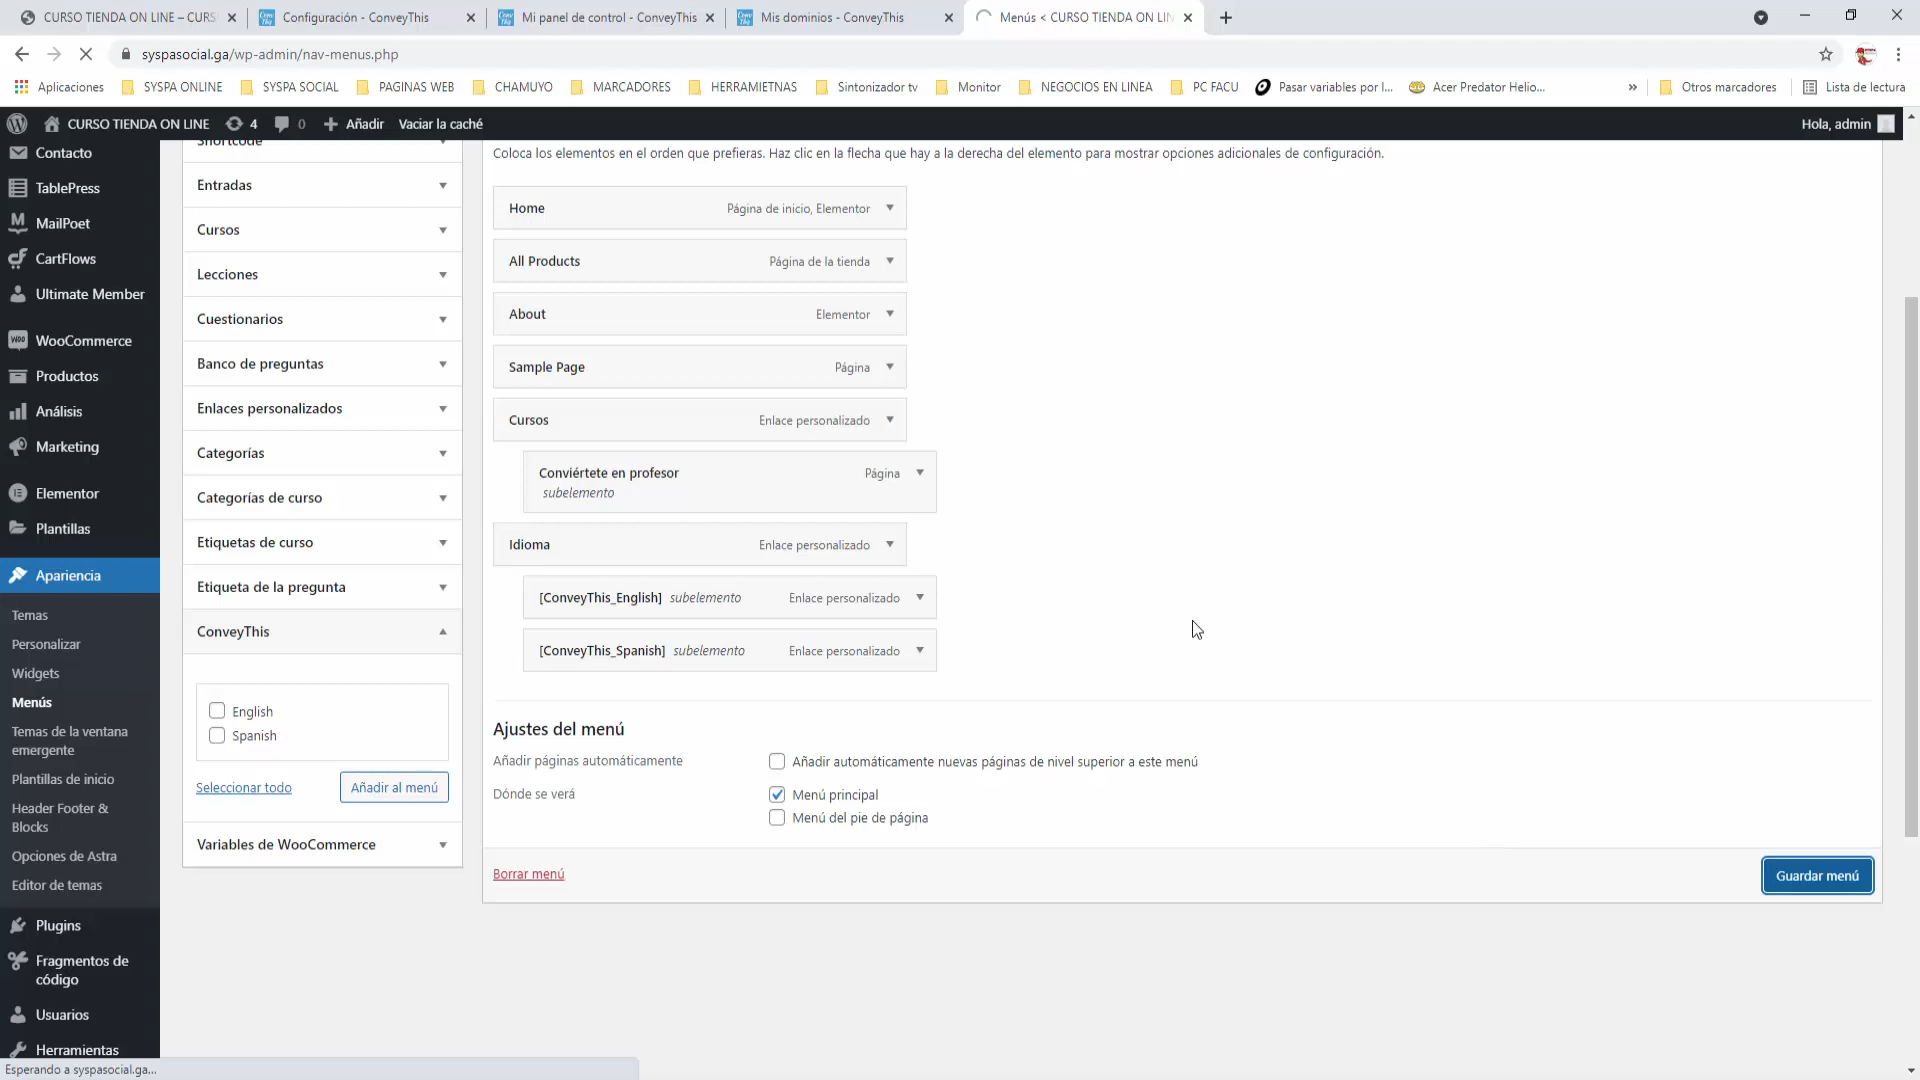 CURSO TIENDA ON LINE – CURS
Configuración - ConveyThis
Mi panel de control - ConveyThis
Mis dominios - ConveyThis
Menús < CURSO TIENDA ON LIN
syspasocial.ga/wp-admin/nav-menus.php
Aplicaciones
SYSPA ONLINE
SYSPA SOCIAL
PAGINAS WEB
CHAMUYO
MARCADORES
HERRAMIETNAS
Sintonizador tv
Monitor
NEGOCIOS EN LINEA
PC FACU
Pasar variables por l...
Acer Predator Helio...
»
Otros marcadores
Lista de lectura
CURSO TIENDA ON LINE
4
0
Añadir
Vaciar la caché
Hola, admin
Contacto
TablePress
MailPoet
CartFlows
Ultimate Member
WooCommerce
Productos
Análisis
Marketing
Elementor
Plantillas
Apariencia
Temas
Personalizar
Widgets
Menús
Temas de la ventana
emergente
Plantillas de inicio
Header Footer &
Blocks
Opciones de Astra
Editor de temas
Plugins
Fragmentos de
código
Usuarios
Herramientas
Esperando a syspasocial.ga...
Shortcode
Entradas
Cursos
Lecciones
Cuestionarios
Banco de preguntas
Enlaces personalizados
Categorías
Categorías de curso
Etiquetas de curso
Etiqueta de la pregunta
ConveyThis
English
Spanish
Seleccionar todo
Añadir al menú
Variables de WooCommerce
Coloca los elementos en el orden que prefieras. Haz clic en la flecha que hay a la derecha del elemento para mostrar opciones adicionales de configuración.
Home Página de inicio, Elementor
All Products Página de la tienda
About Elementor
Sample Page Página
Cursos Enlace personalizado
Conviértete en profesor Página
subelemento
Idioma Enlace personalizado
[ConveyThis_English] subelemento Enlace personalizado
[ConveyThis_Spanish] subelemento Enlace personalizado
Ajustes del menú
Añadir páginas automáticamente
Añadir automáticamente nuevas páginas de nivel superior a este menú
Dónde se verá
Menú principal
Menú del pie de página
Borrar menú
Guardar menú